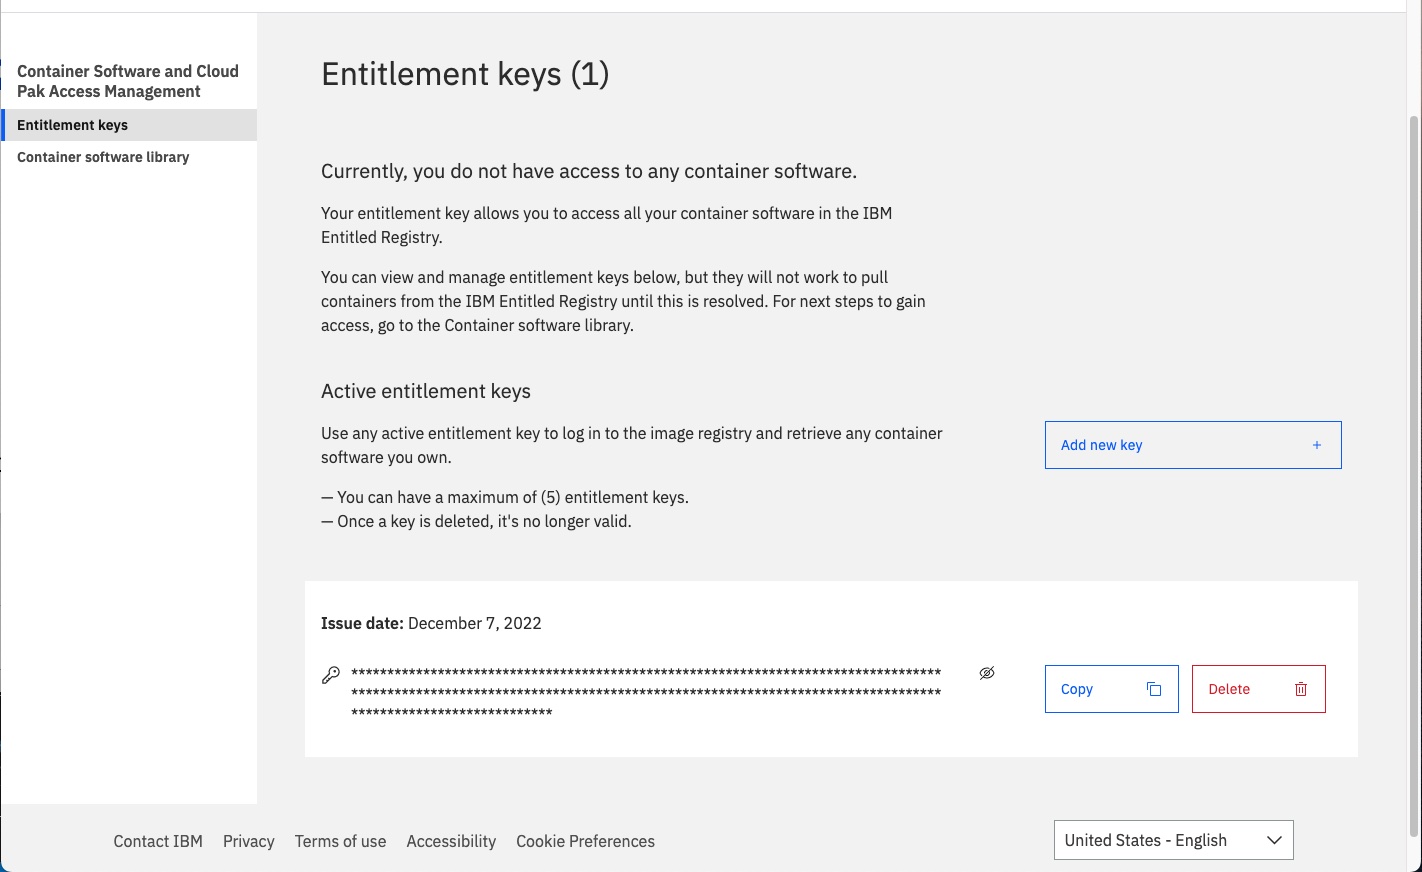 Container Software and Cloud
Pak Access Management
Entitlement keys
Container software library
Entitlement keys (1)
Currently, you do not have access to any container software.
Your entitlement key allows you to access all your container software in the IBM
Entitled Registry.
You can view and manage entitlement keys below, but they will not work to pull
containers from the IBM Entitled Registry until this is resolved. For next steps to gain
access, go to the Container software library.
Active entitlement keys
Use any active entitlement key to log in to the image registry and retrieve any container
software you own.
— You can have a maximum of (5) entitlement keys.
— Once a key is deleted, it's no longer valid.
Add new key +
Issue date: December 7, 2022
**********************************************************************************
**********************************************************************************
****************************
Copy
Delete
Contact IBM Privacy Terms of use Accessibility Cookie Preferences
United States - English